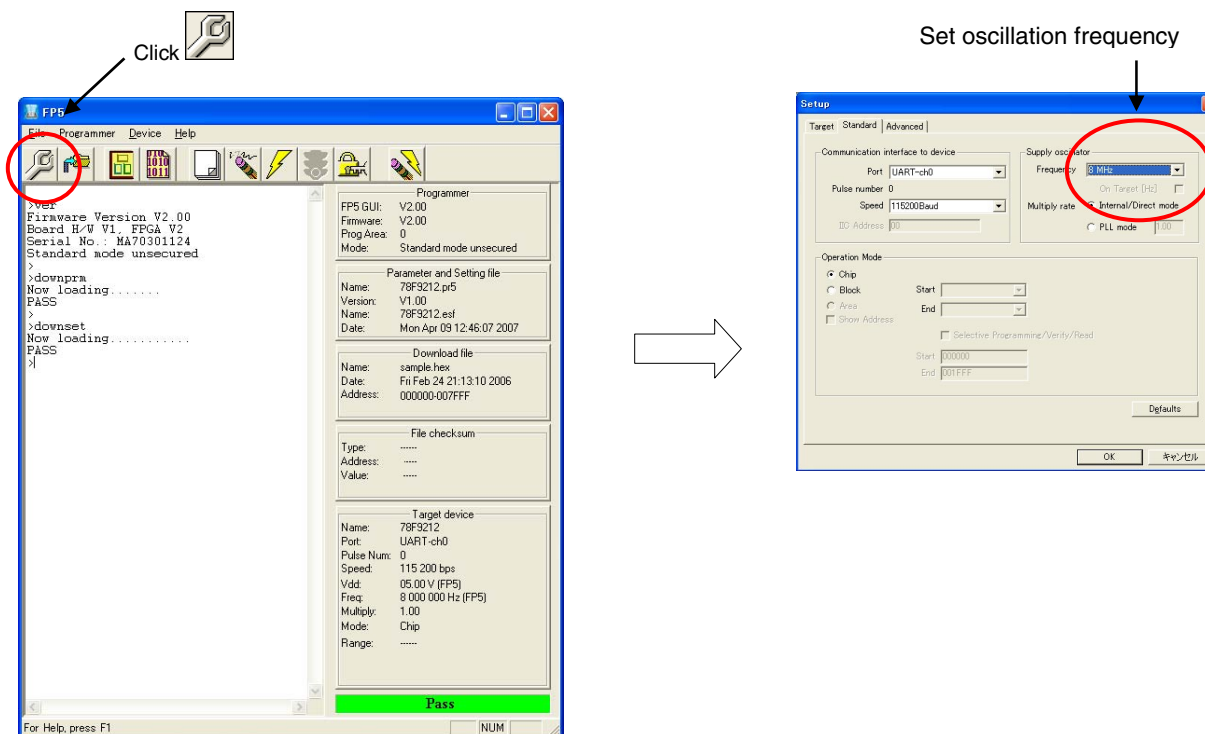 Click
Set oscillation frequency
FP5
File Programmer Device Help
>ver
Firmware Version V2.00
Board H/W V1, FPGA V2
Serial No.: MA70301124
Standard mode unsecured
>
>downprm
Now loading.......
PASS
>
>downset
Now loading...........
PASS
>
Programmer
FP5 GUI: V2.00
Firmware: V2.00
Prog Area: 0
Mode: Standard mode unsecured
Parameter and Setting file
Name: 78F9212.pr5
Version: V1.00
Name: 78F9212.esf
Date: Mon Apr 09 12:46:07 2007
Download file
Name: sample.hex
Date: Fri Feb 24 21:13:10 2006
Address: 000000-007FFF
File checksum
Type: ------
Address: ------
Value: ------
Target device
Name: 78F9212
Port: UART-ch0
Pulse Num: 0
Speed: 115 200 bps
Vdd: 05.00 V (FP5)
Freq: 8 000 000 Hz (FP5)
Multiply: 1.00
Mode: Chip
Range: ------
Pass
For Help, press F1
NUM
Setup
Target Standard Advanced
Communication interface to device
Port UART-ch0
Pulse number 0
Speed 115200Baud
IIC Address 00
Supply oscillator
Frequency 8 MHz
On Target [Hz]
Multiply rate Internal/Direct mode
PLL mode 1.00
Operation Mode
Chip
Block Start
Area End
Show Address
Selective Programming/Verify/Read
Start 000000
End 001FFF
Defaults
OK キャンセル